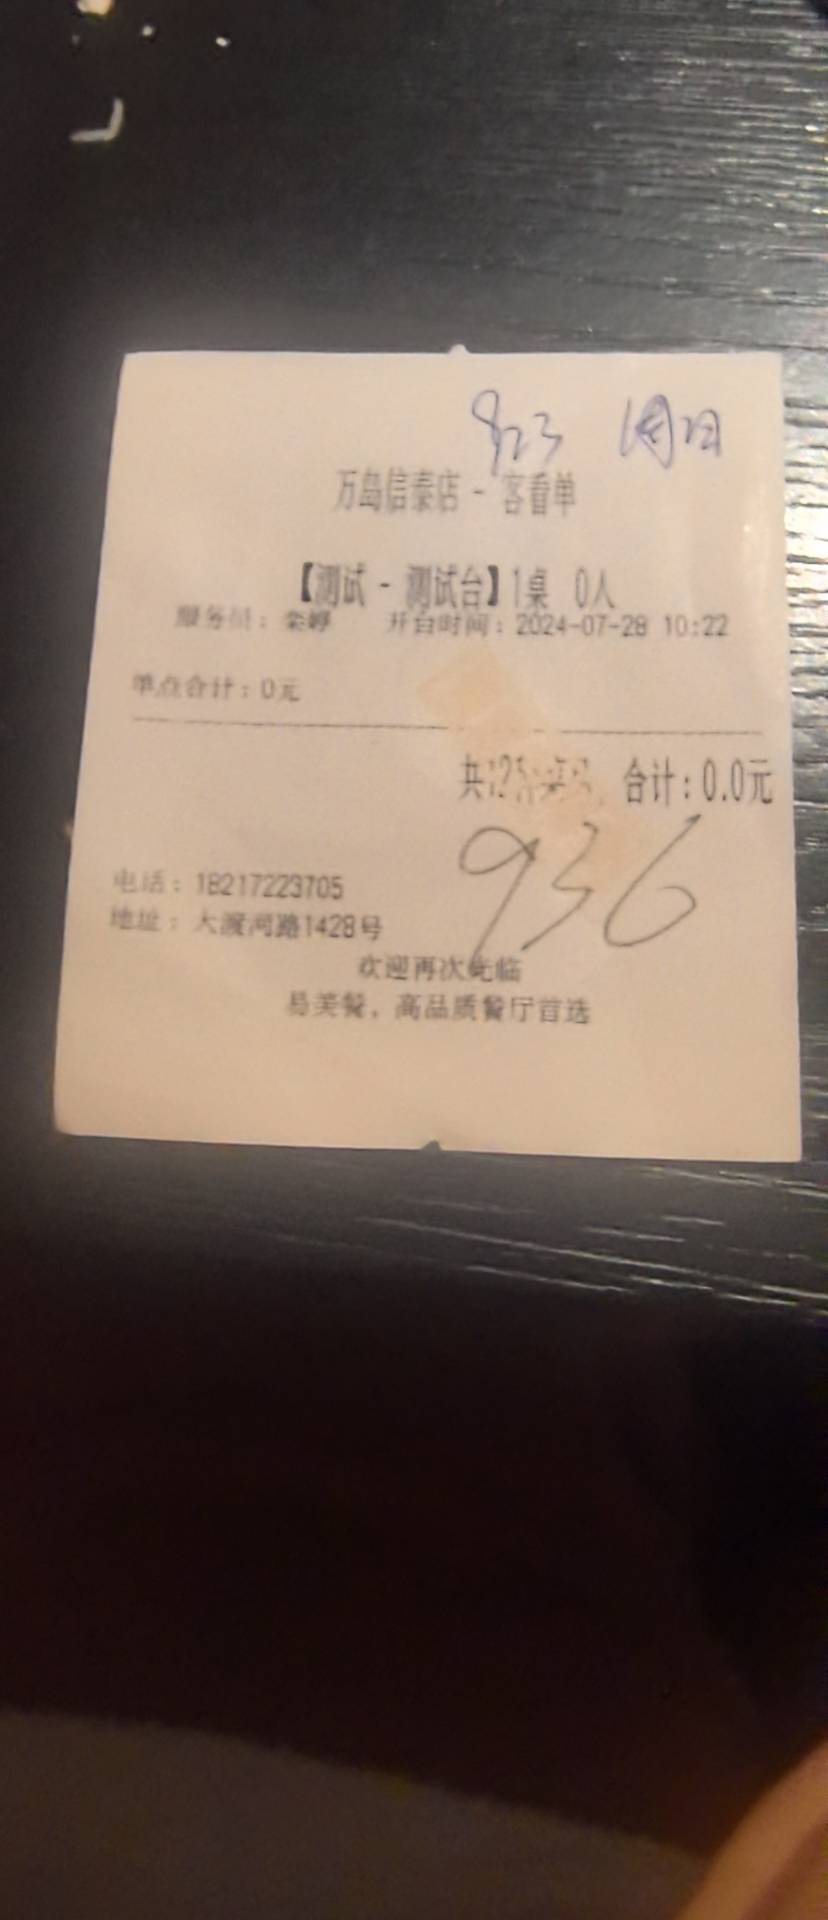 923 周日
万岛信泰店 - 客看单
【测试 - 测试台】1桌 0人
服务员：栾婷 开台时间：2024-07-28 10:22
单点合计：0元
合计：0.0元
936
电话：18217223705
地址：大渡河路1428号
欢迎再次光临
易美餐，高品质餐厅首选